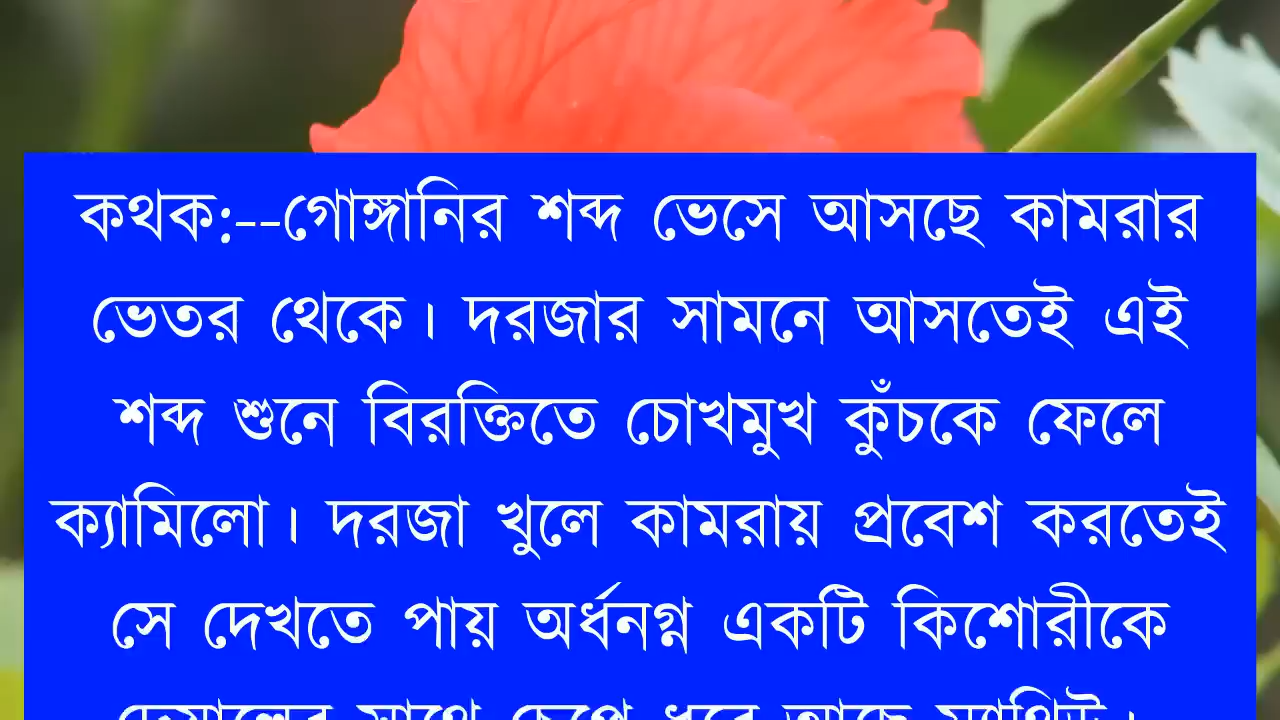 কথক:--গোঙ্গানির শব্দ ভেসে আসছে কামরার
ভেতর থেকে। দরজার সামনে আসতেই এই
শব্দ শুনে বিরক্তিতে চোখমুখ কুঁচকে ফেলে
ক্যামিলো। দরজা খুলে কামরায় প্রবেশ করতেই
সে দেখতে পায় অর্ধনগ্ন একটি কিশোরীকে